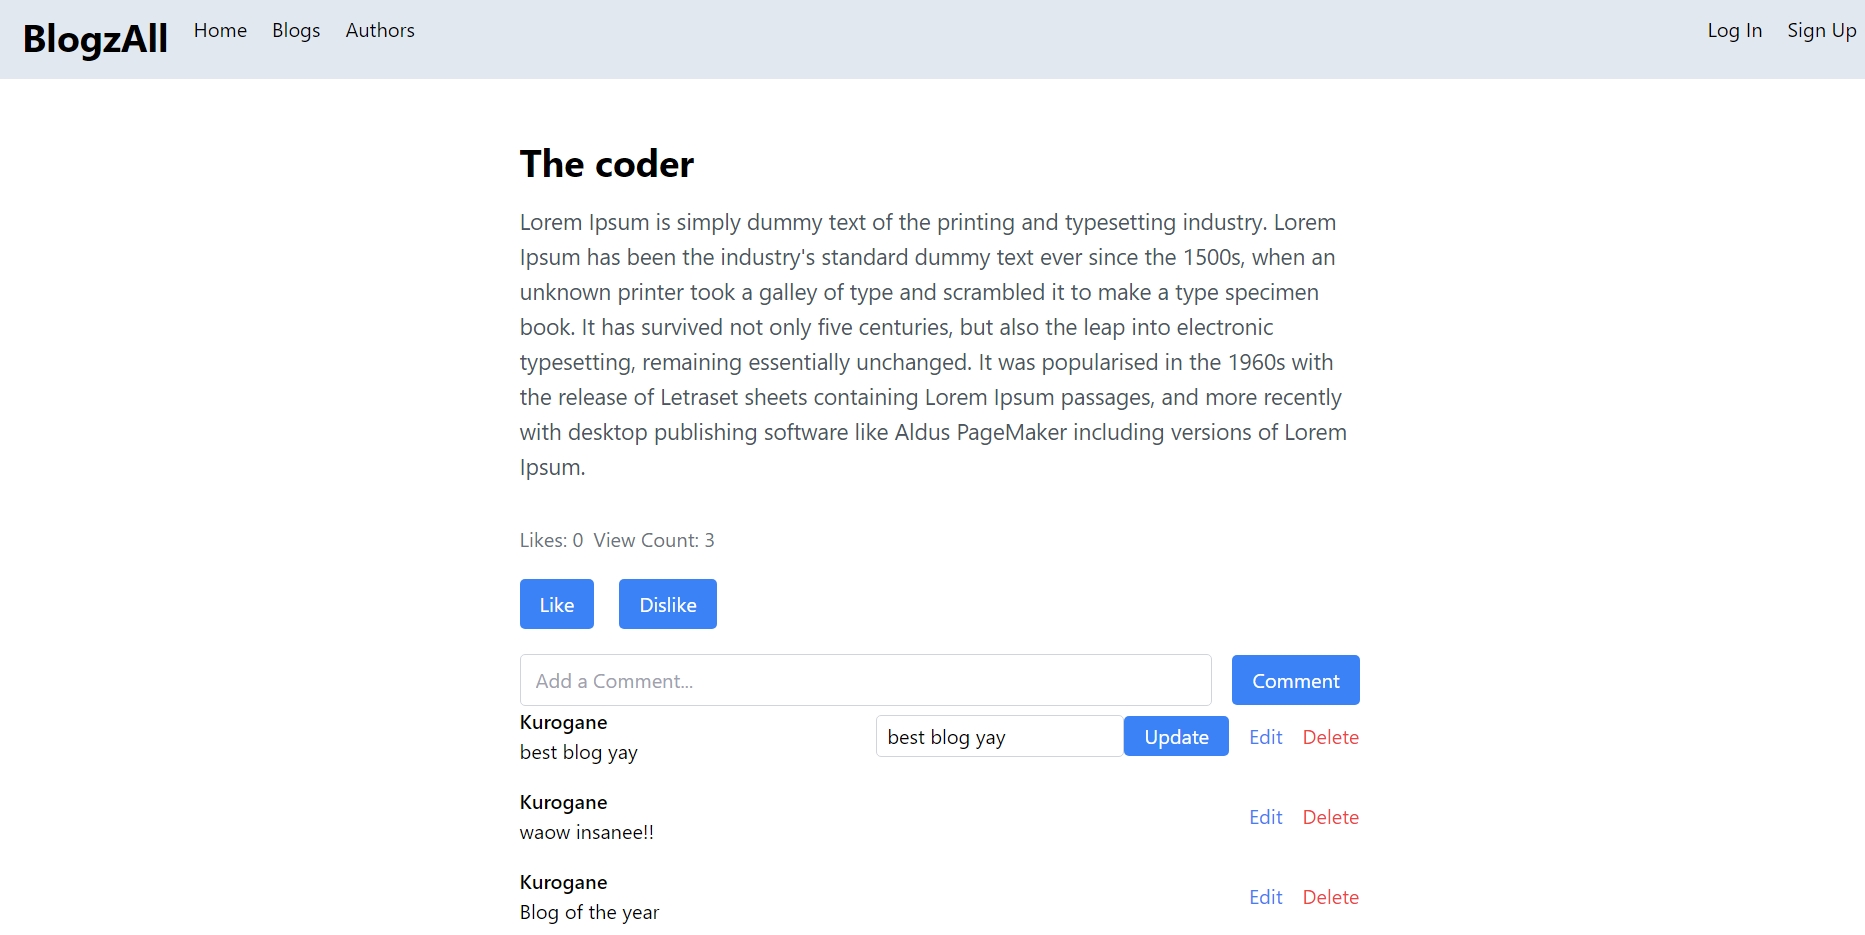 BlogzAll Home Blogs Authors Log In Sign Up
The coder
Lorem Ipsum is simply dummy text of the printing and typesetting industry. Lorem
Ipsum has been the industry's standard dummy text ever since the 1500s, when an
unknown printer took a galley of type and scrambled it to make a type specimen
book. It has survived not only five centuries, but also the leap into electronic
typesetting, remaining essentially unchanged. It was popularised in the 1960s with
the release of Letraset sheets containing Lorem Ipsum passages, and more recently
with desktop publishing software like Aldus PageMaker including versions of Lorem
Ipsum.
Likes: 0 View Count: 3
Like Dislike
Add a Comment... Comment
Kurogane
best blog yay
best blog yay Update Edit Delete
Kurogane
waow insanee!!
Edit Delete
Kurogane
Blog of the year
Edit Delete